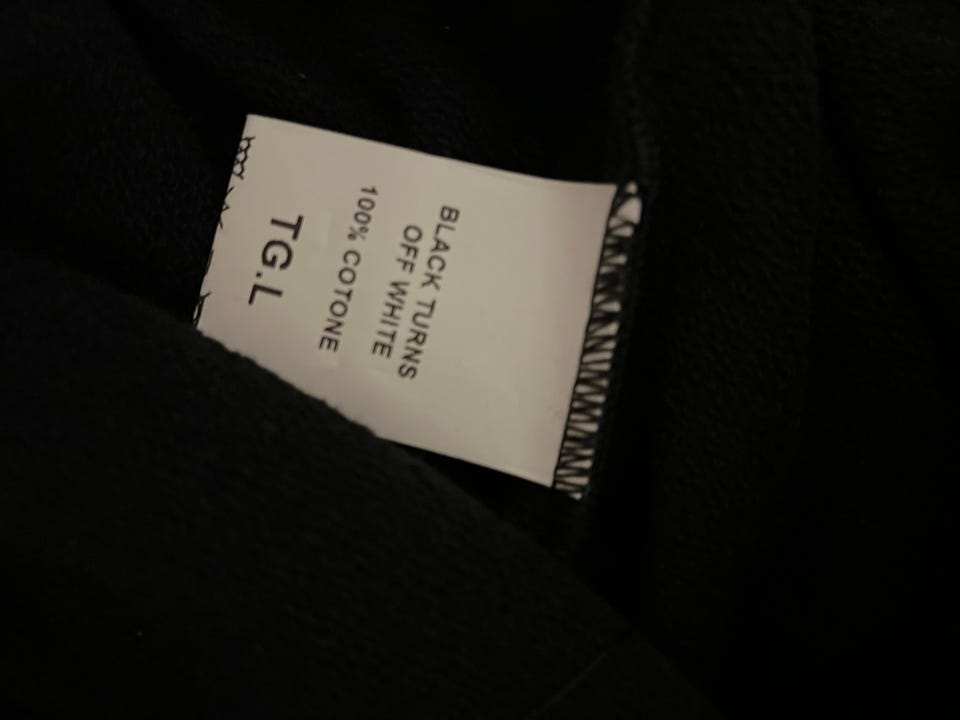 BLACK TURNS
OFF WHITE
100% COTONE
TG.L